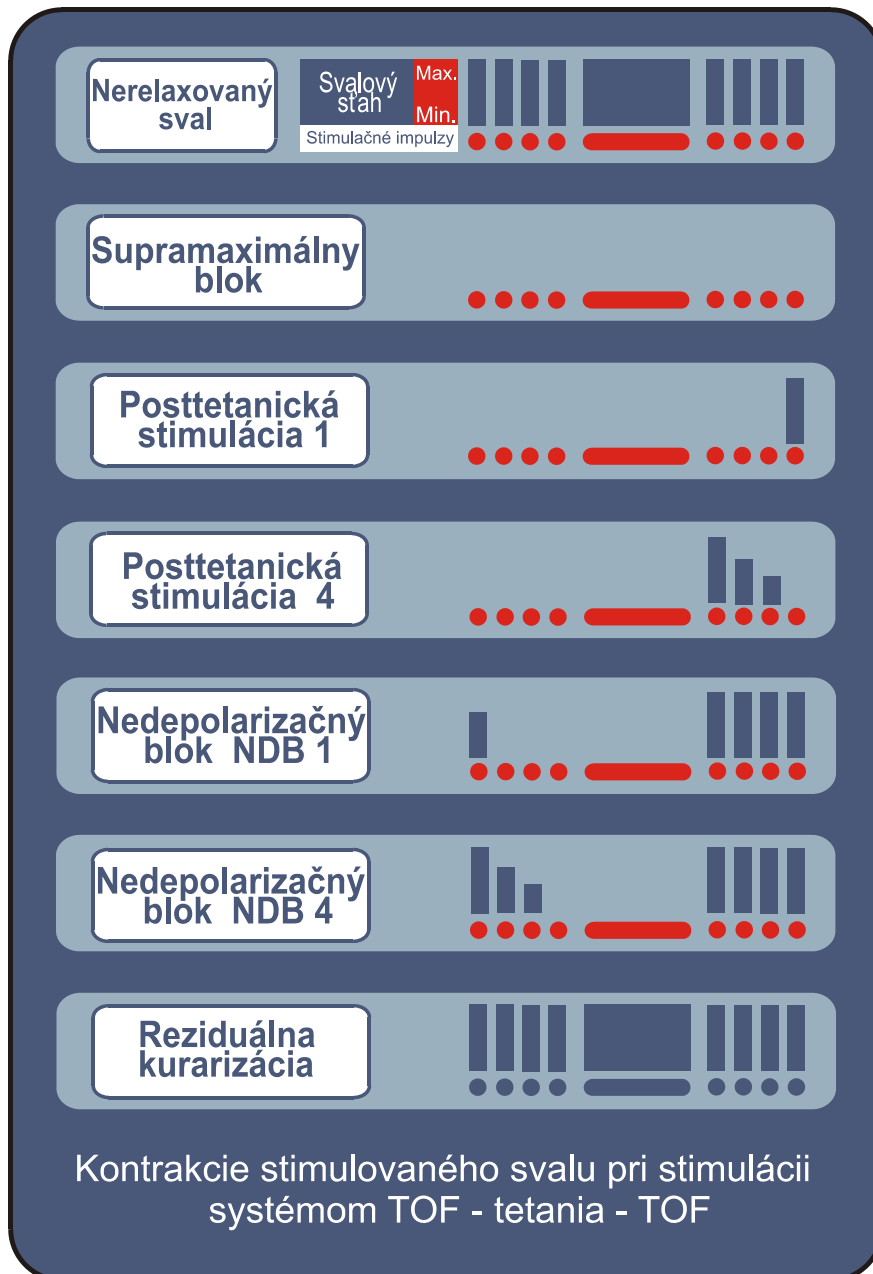 Nerelaxovaný
sval
Svalový
sťah
Max.
Min.
Stimulačné impulzy
Supramaximálny
blok
Posttetanická
stimulácia 1
Posttetanická
stimulácia 4
Nedepolarizačný
blok NDB 1
Nedepolarizačný
blok NDB 4
Reziduálna
kurarizácia
Kontrakcie stimulovaného svalu pri stimulácii
systémom TOF - tetania - TOF